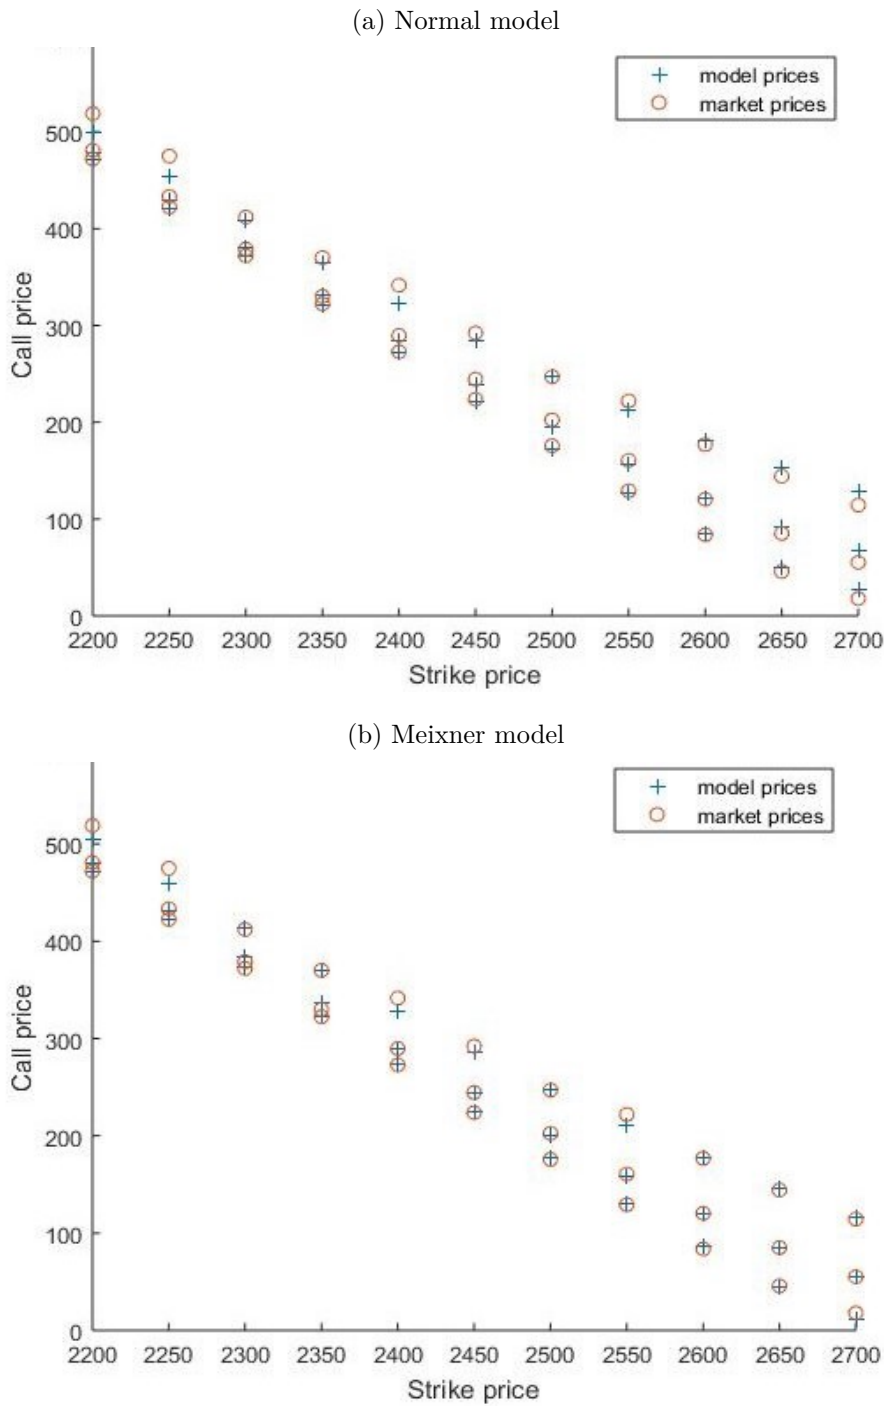 (a) Normal model
model prices
market prices
500
400
300
200
100
0
Call price
2200 2250 2300 2350 2400 2450 2500 2550 2600 2650 2700
Strike price
(b) Meixner model
model prices
market prices
500
400
300
200
100
0
Call price
2200 2250 2300 2350 2400 2450 2500 2550 2600 2650 2700
Strike price